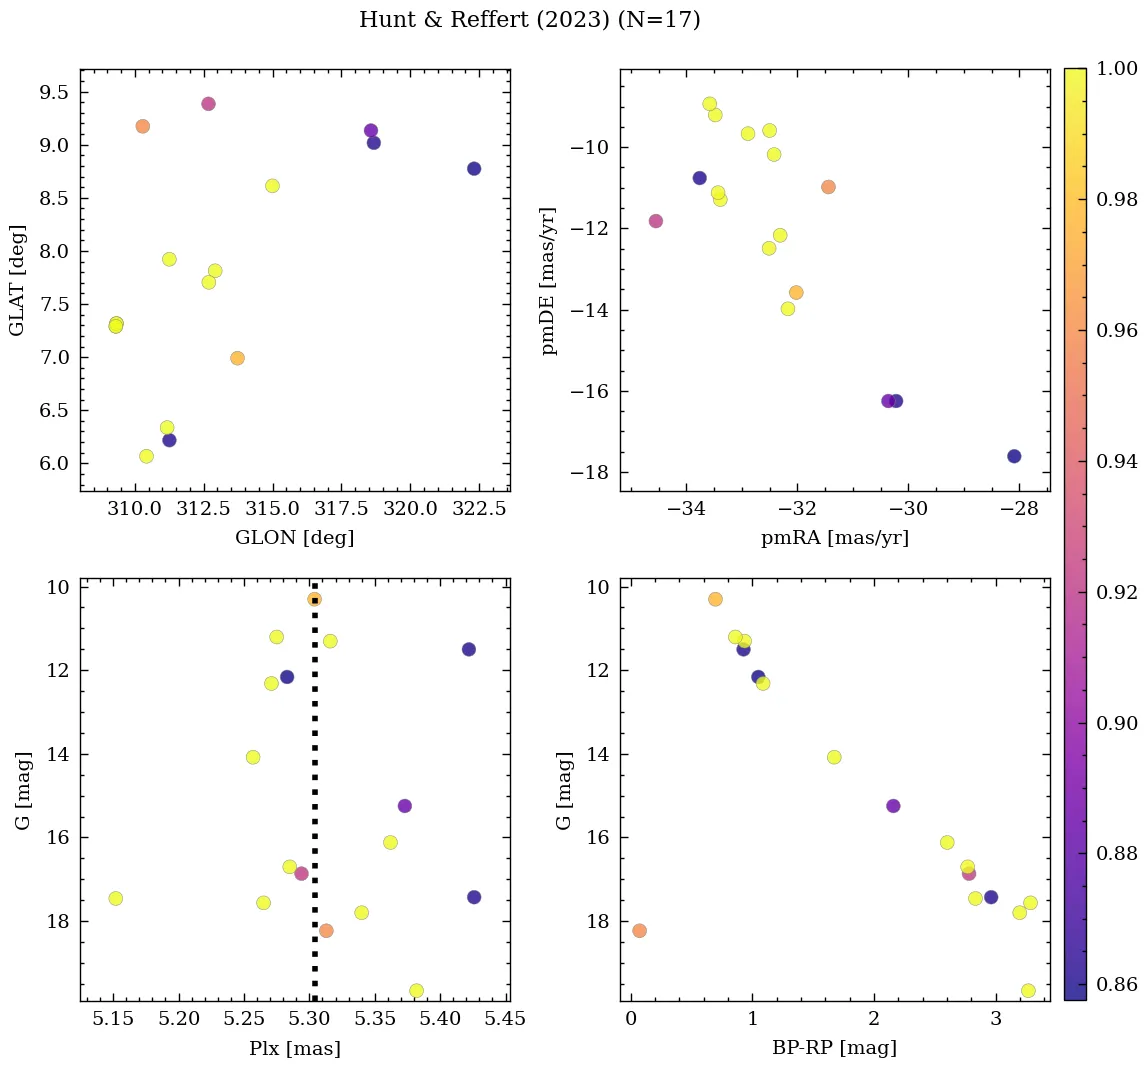 Hunt & Reffert (2023) (N=17)
9.5
9.0
8.5
8.0
7.5
7.0
6.5
6.0
GLAT [deg]
310.0 312.5 315.0 317.5 320.0 322.5
GLON [deg]
−10
−12
−14
−16
−18
pmDE [mas/yr]
−34 −32 −30 −28
pmRA [mas/yr]
10
12
14
16
18
G [mag]
5.15 5.20 5.25 5.30 5.35 5.40 5.45
Plx [mas]
10
12
14
16
18
G [mag]
0 1 2 3
BP-RP [mag]
1.00
0.98
0.96
0.94
0.92
0.90
0.88
0.86